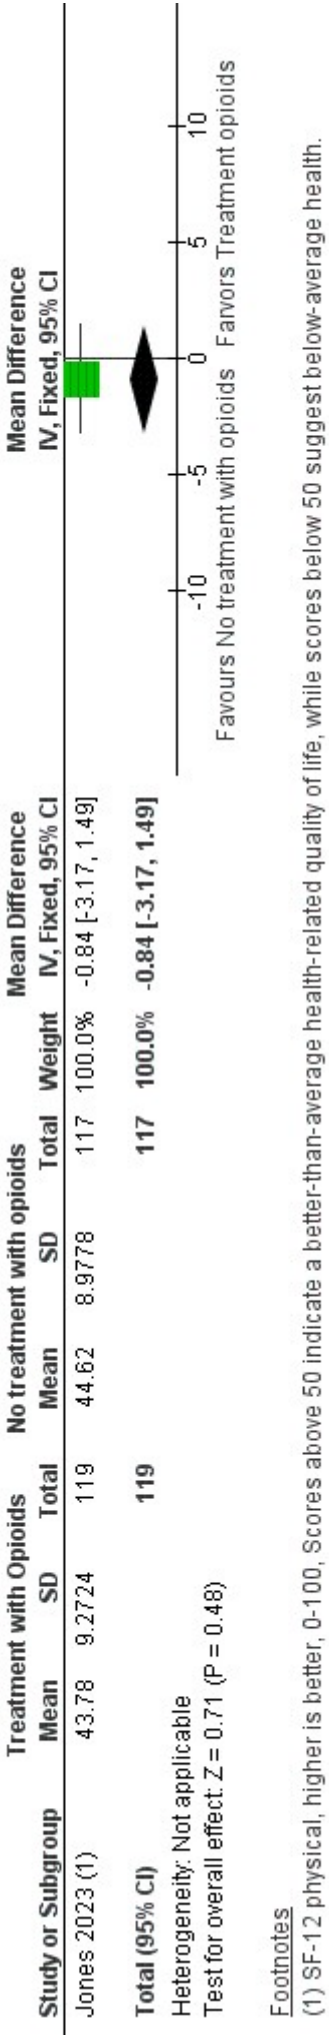 Treatment with Opioids No treatment with opioids Mean Difference Mean Difference
Study or Subgroup Mean SD Total Mean SD Total Weight IV, Fixed, 95% CI IV, Fixed, 95% CI
Jones 2023 (1) 43.78 9.2724 119 44.62 8.9778 117 100.0% -0.84 [-3.17, 1.49]
Total (95% CI) 119 117 100.0% -0.84 [-3.17, 1.49]
Heterogeneity: Not applicable
Test for overall effect: Z = 0.71 (P = 0.48)
-10 -5 0 5 10
Favours No treatment with opioids Farvors Treatment opioids
Footnotes
(1) SF-12 physical, higher is better, 0-100, Scores above 50 indicate a better-than-average health-related quality of life, while scores below 50 suggest below-average health.